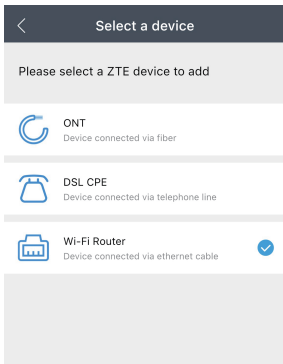 Select a device
Please select a ZTE device to add
ONT
Device connected via fiber
DSL CPE
Device connected via telephone line
Wi-Fi Router
Device connected via ethernet cable